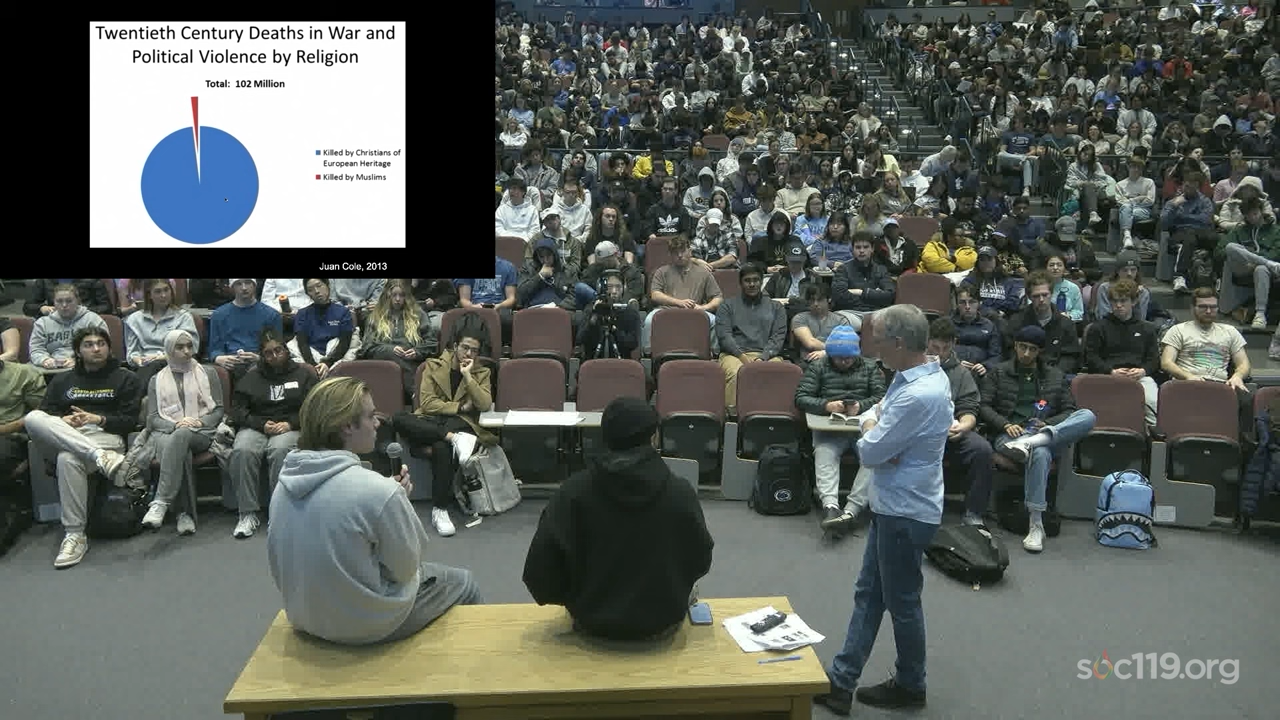 Twentieth Century Deaths in War and
Political Violence by Religion
Total: 102 Million
Killed by Christians of
European Heritage
Killed by Muslims
Juan Cole, 2013
adidas
soc119.org